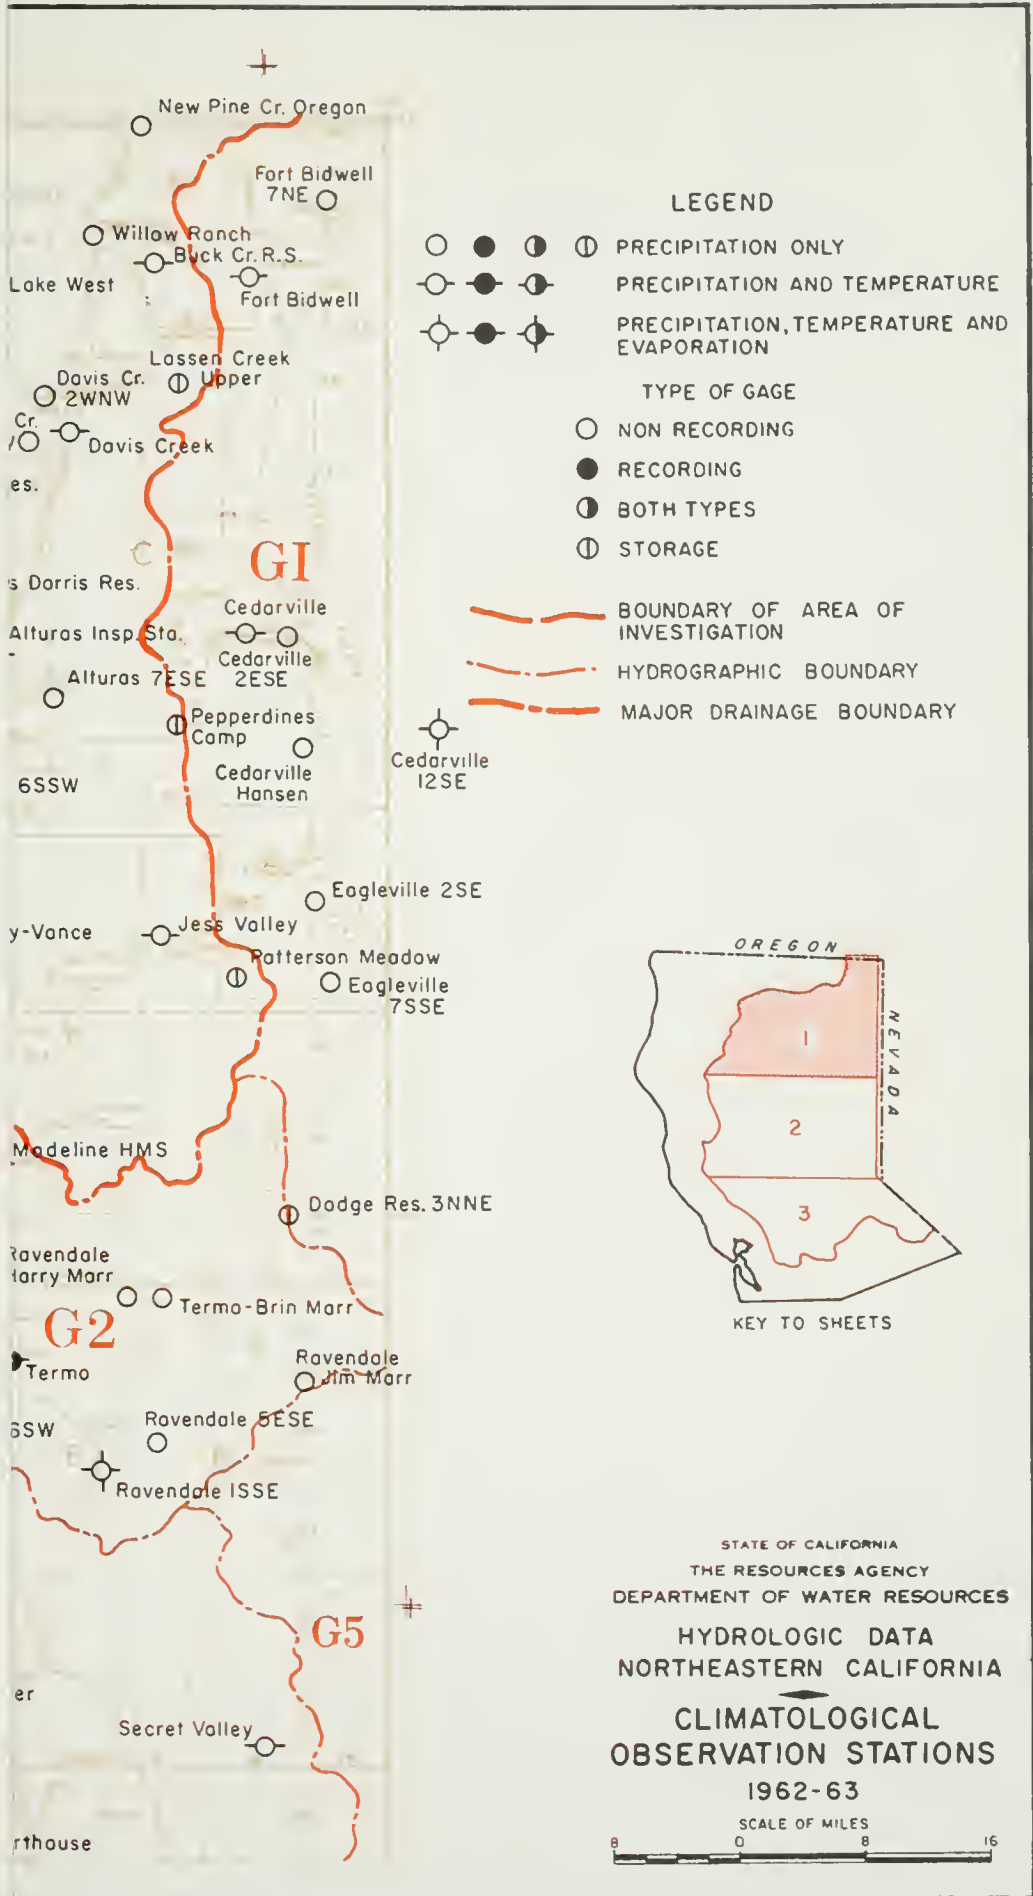 New Pine Cr. Oregon
Fort Bidwell
7NE
Willow Ranch
Buck Cr. R.S.
Lake West
Fort Bidwell
Lassen Creek
Upper
Davis Cr.
2WNW
Cr.
Davis Creek
es.
G1
s Dorris Res.
Cedarville
Alturas Insp. Sta.
Cedarville
2ESE
Alturas 7ESE
Pepperdines
Camp
Cedarville
Hansen
Cedarville
12SE
6SSW
Eagleville 2SE
y-Vance
Jess Valley
Patterson Meadow
Eagleville
7SSE
Madeline HMS
Dodge Res. 3NNE
Ravendale
Harry Marr
Termo-Brin Marr
G2
Termo
Ravendale
Jim Marr
6SW
Ravendale 5ESE
Ravendale 1SSE
G5
er
Secret Valley
rthouse
LEGEND
PRECIPITATION ONLY
PRECIPITATION AND TEMPERATURE
PRECIPITATION, TEMPERATURE AND
EVAPORATION
TYPE OF GAGE
NON RECORDING
RECORDING
BOTH TYPES
STORAGE
BOUNDARY OF AREA OF
INVESTIGATION
HYDROGRAPHIC BOUNDARY
MAJOR DRAINAGE BOUNDARY
OREGON
NEVADA
1
2
3
KEY TO SHEETS
STATE OF CALIFORNIA
THE RESOURCES AGENCY
DEPARTMENT OF WATER RESOURCES
HYDROLOGIC DATA
NORTHEASTERN CALIFORNIA
CLIMATOLOGICAL
OBSERVATION STATIONS
1962-63
SCALE OF MILES
8 0 8 16